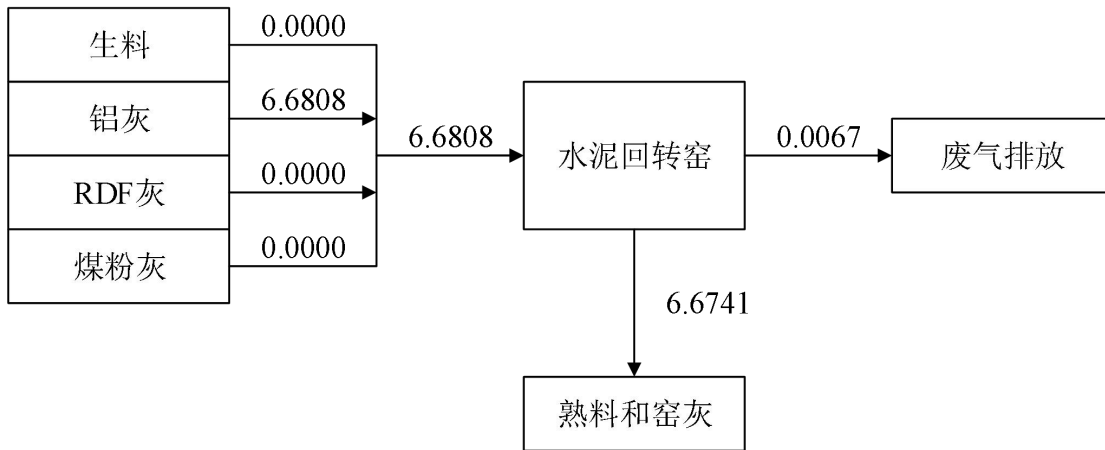 生料
0.0000
铝灰
6.6808
RDF灰
0.0000
煤粉灰
0.0000
6.6808
水泥回转窑
0.0067
废气排放
6.6741
熟料和窑灰